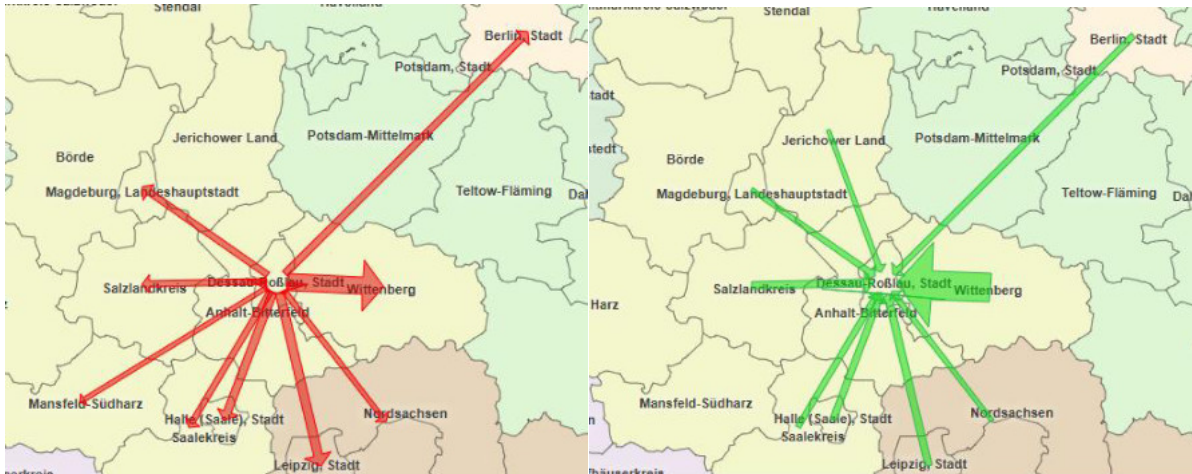 Stendal
Havelland
Berlin, Stadt
Potsdam, Stadt
Jerichower Land
Potsdam-Mittelmark
Börde
Magdeburg, Landeshauptstadt
Teltow-Fläming
Salzlandkreis
Dessau-Roßlau, Stadt
Wittenberg
Anhalt-Bitterfeld
Mansfeld-Südharz
Halle (Saale), Stadt
Saalekreis
Nordsachsen
Leipzig, Stadt
Stendal
Berlin, Stadt
Potsdam, Stadt
stadt
Jerichower Land
Potsdam-Mittelmark
stedt
Börde
Magdeburg, Landeshauptstadt
Teltow-Fläming
Salzlandkreis
Dessau-Roßlau, Stadt
Wittenberg
Harz
Anhalt-Bitterfeld
Mansfeld-Südharz
Halle (Saale), Stadt
Saalekreis
Nordsachsen
Leipzig, Stadt